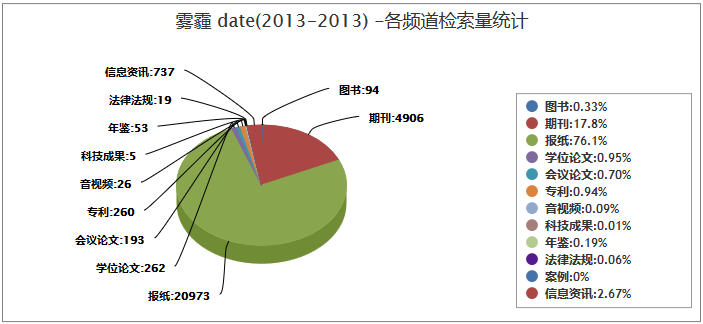 雾霾 date(2013-2013) -各频道检索量统计
信息资讯:737
法律法规:19
年鉴:53
科技成果:5
音视频:26
专利:260
会议论文:193
学位论文:262
报纸:20973
图书:94
期刊:4906
图书:0.33%
期刊:17.8%
报纸:76.1%
学位论文:0.95%
会议论文:0.70%
专利:0.94%
音视频:0.09%
科技成果:0.01%
年鉴:0.19%
法律法规:0.06%
案例:0%
信息资讯:2.67%